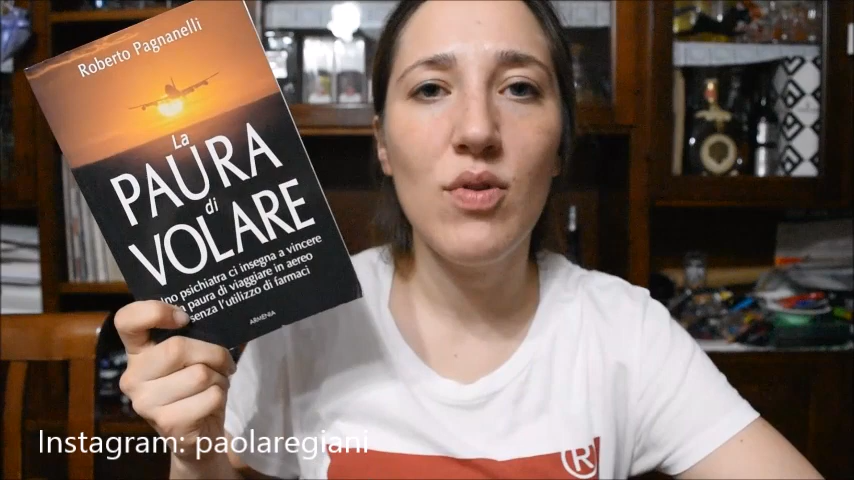 Roberto Pagnanelli
La
PAURA
di
VOLARE
Uno psichiatra ci insegna a vincere
la paura di viaggiare in aereo
senza l'utilizzo di farmaci
ARMENIA
®
Instagram: paolaregiani